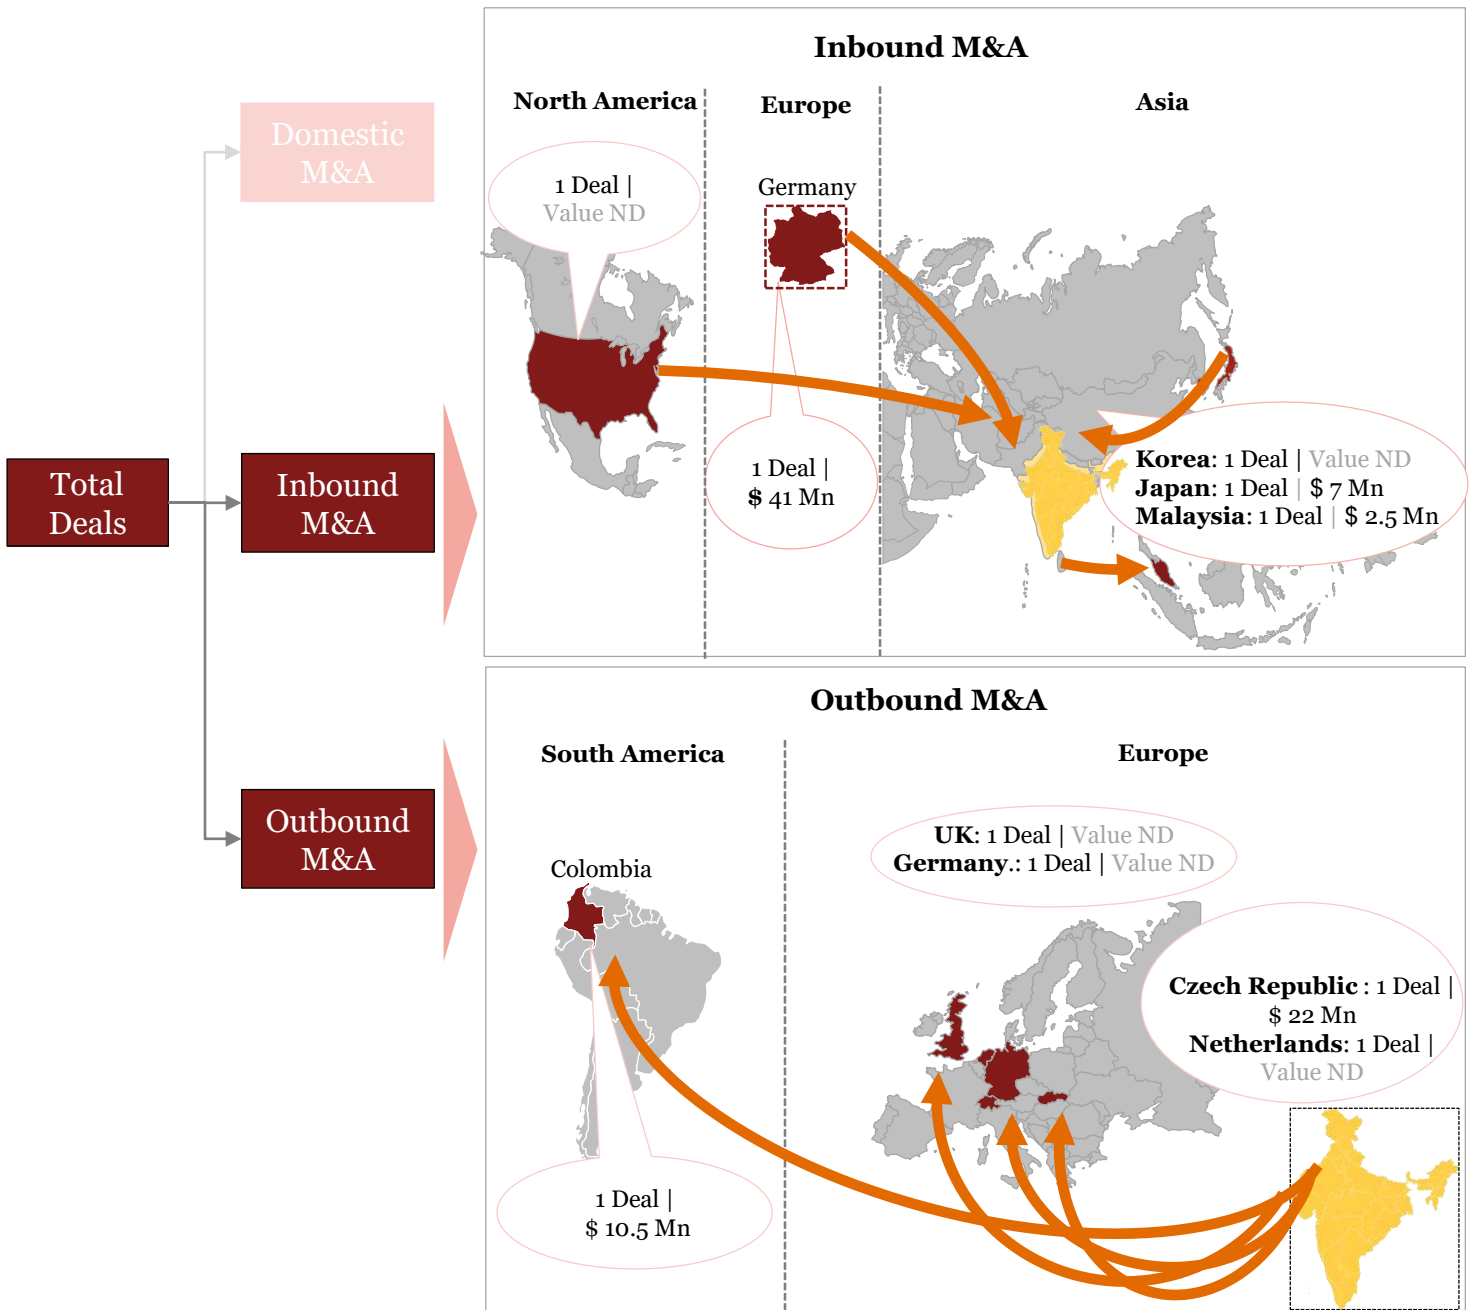 Total
Deals
Domestic
M&A
Inbound
M&A
Outbound
M&A
Inbound M&A
North America
Europe
Asia
1 Deal |
Value ND
Germany
1 Deal |
$ 41 Mn
Korea: 1 Deal | Value ND
Japan: 1 Deal | $ 7 Mn
Malaysia: 1 Deal | $ 2.5 Mn
Outbound M&A
South America
Europe
Colombia
1 Deal |
$ 10.5 Mn
UK: 1 Deal | Value ND
Germany.: 1 Deal | Value ND
Czech Republic : 1 Deal |
$ 22 Mn
Netherlands: 1 Deal |
Value ND